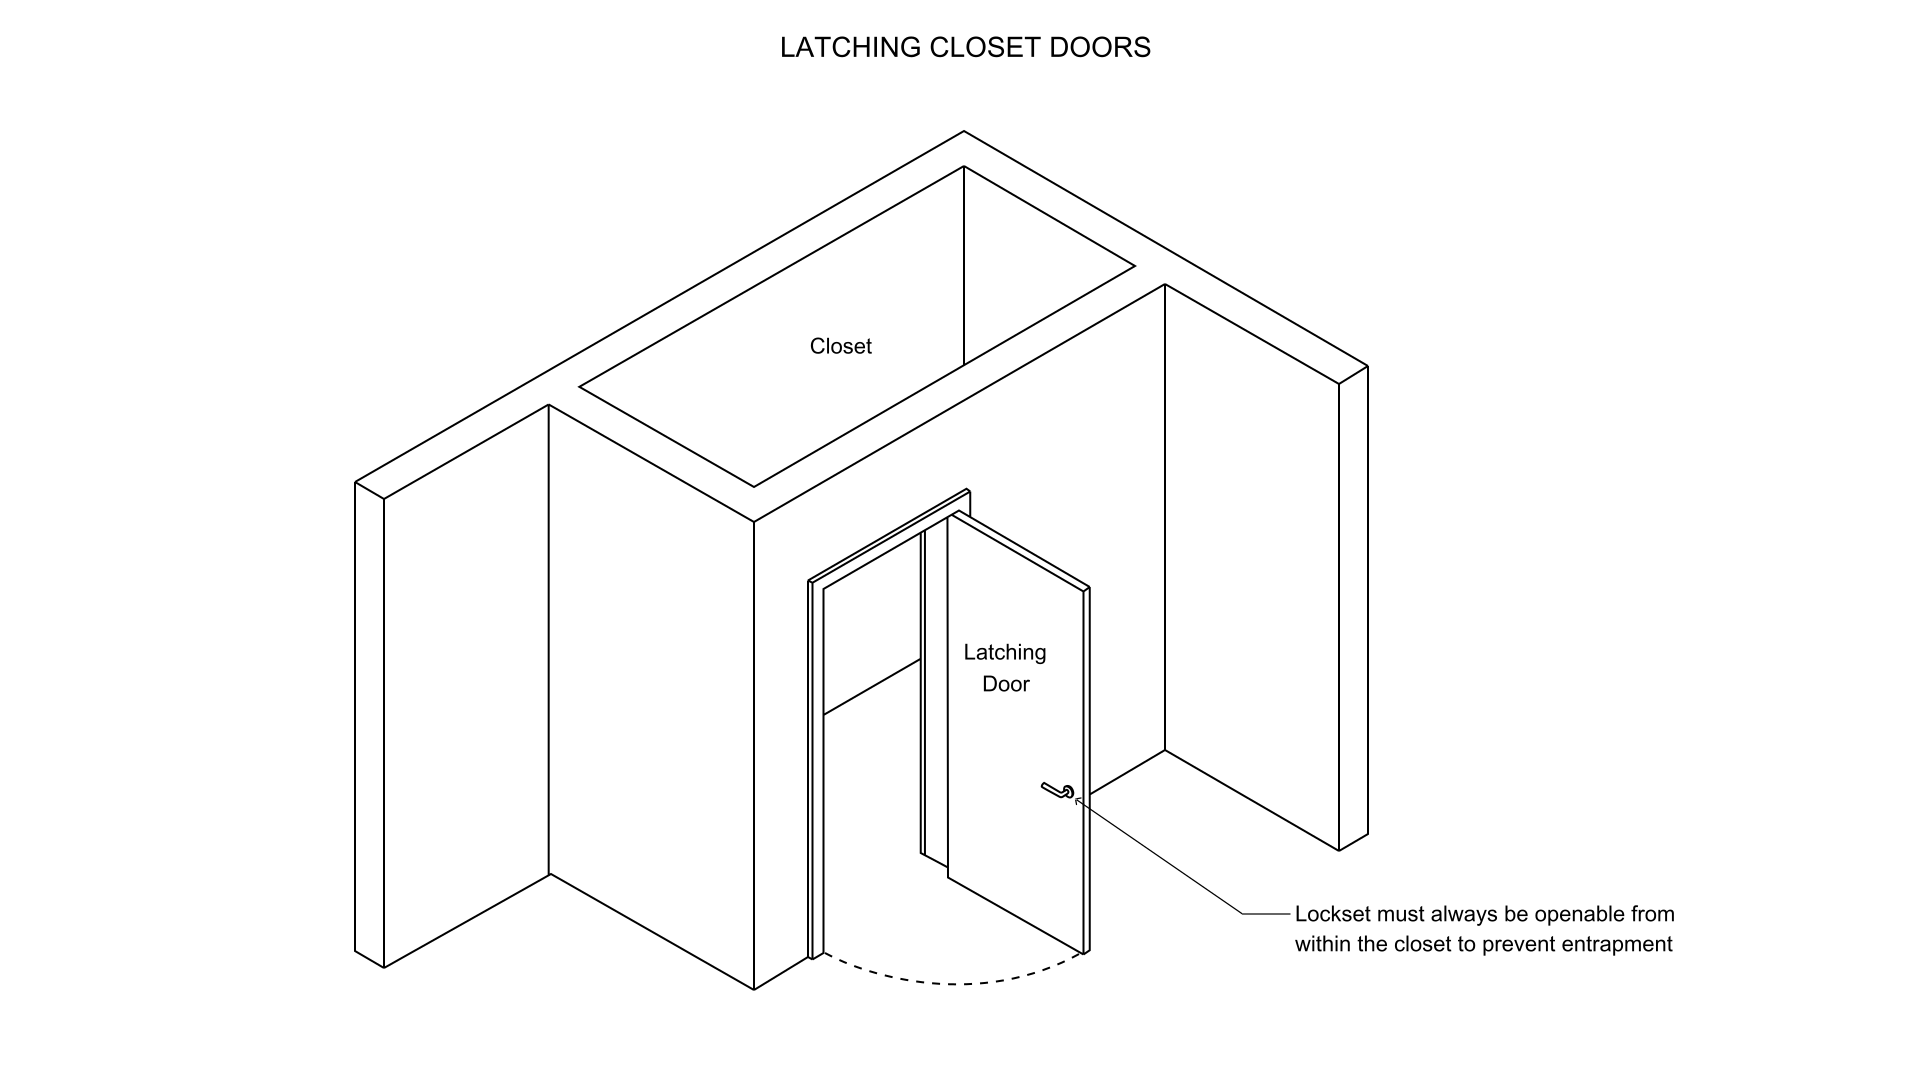 LATCHING CLOSET DOORS
Closet
Latching
Door
Lockset must always be openable from
within the closet to prevent entrapment